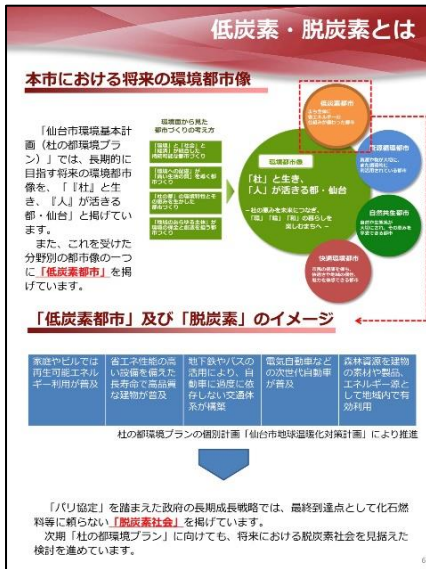 低炭素・脱炭素とは
本市における将来の環境都市像
「仙台市環境基本計
画（杜の都環境プラ
ン）」では、長期的に
目指す将来の環境都
市像を、「『杜』と生
き、『人』が活きる
都・仙台」と掲げてい
ます。
また、これを受けた
分野別の都市像の一つ
に「低炭素都市」を掲
げています。
環境面から見た
都市づくりの考え方
環境都市像
「杜」と生き、
「人」が活きる都・仙台
低炭素都市
資源循環都市
自然共生都市
快適環境都市
「低炭素都市」及び「脱炭素」のイメージ
家庭やビルでは
再生可能エネル
ギー利用が普及
省エネ性能の高
い設備を備えた
長寿命で高品質
な建物が普及
地下鉄やバスの
活用により、自
動車に過度に依
存しない交通体
系が構築
電気自動車など
の次世代自動車
が普及
森林資源を建物
の素材や製品、
エネルギー源と
して地域内で有
効利用
杜の都環境プランの個別計画「仙台市地球温暖化対策計画」により推進
「パリ協定」を踏まえた政府の長期成長戦略では、最終到達点として化石燃
料等に頼らない「脱炭素社会」を掲げています。
次期「杜の都環境プラン」に向けても、将来における脱炭素社会を見据えた
検討を進めています。
6